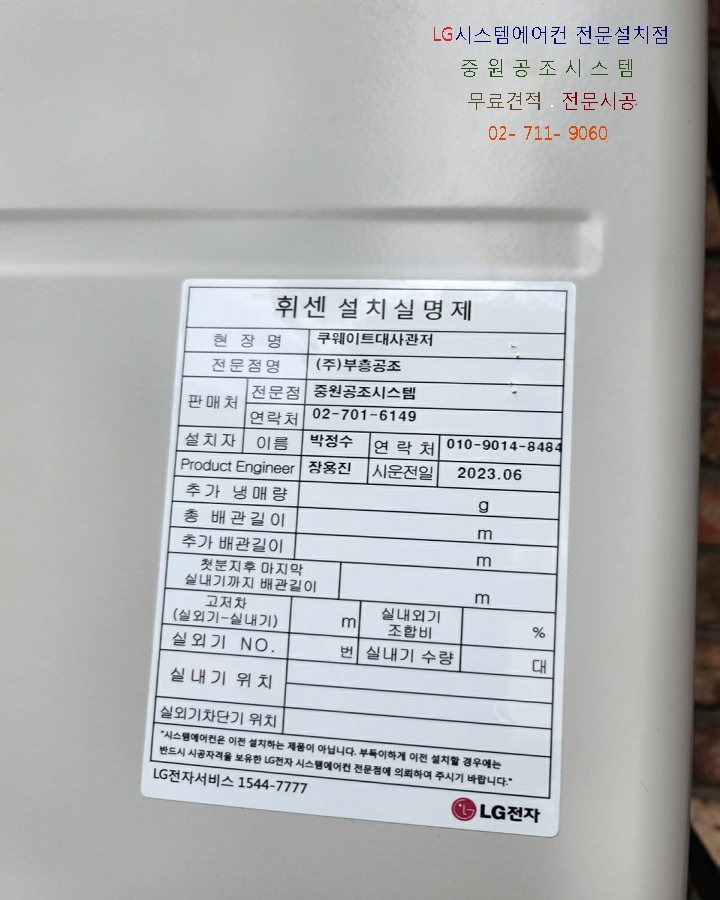 LG시스템에어컨 전문설치점
중 원 공 조 시 스 템
무료견적 . 전문시공
02- 711- 9060
휘센 설치실명제
현 장 명 쿠웨이트대사관저
전문점명 (주)부흥공조
판매처 전문점 중원공조시스템
연락처 02-701-6149
설치자 이름 박정수 연 락 처 010-9014-8484
Product Engineer 장용진 시운전일 2023.06
추가 냉매량 g
총 배관길이 m
추가 배관길이 m
첫분지후 마지막
실내기까지 배관길이 m
고저차
(실외기-실내기) m 실내외기
조합비 %
실외기 NO. 번 실내기 수량 대
실내기 위치
실외기차단기 위치
"시스템에어컨은 이전 설치하는 제품이 아닙니다. 부득이하게 이전 설치할 경우에는
반드시 시공자격을 보유한 LG전자 시스템에어컨 전문점에 의뢰하여 주시기 바랍니다."
LG전자서비스 1544-7777
LG전자